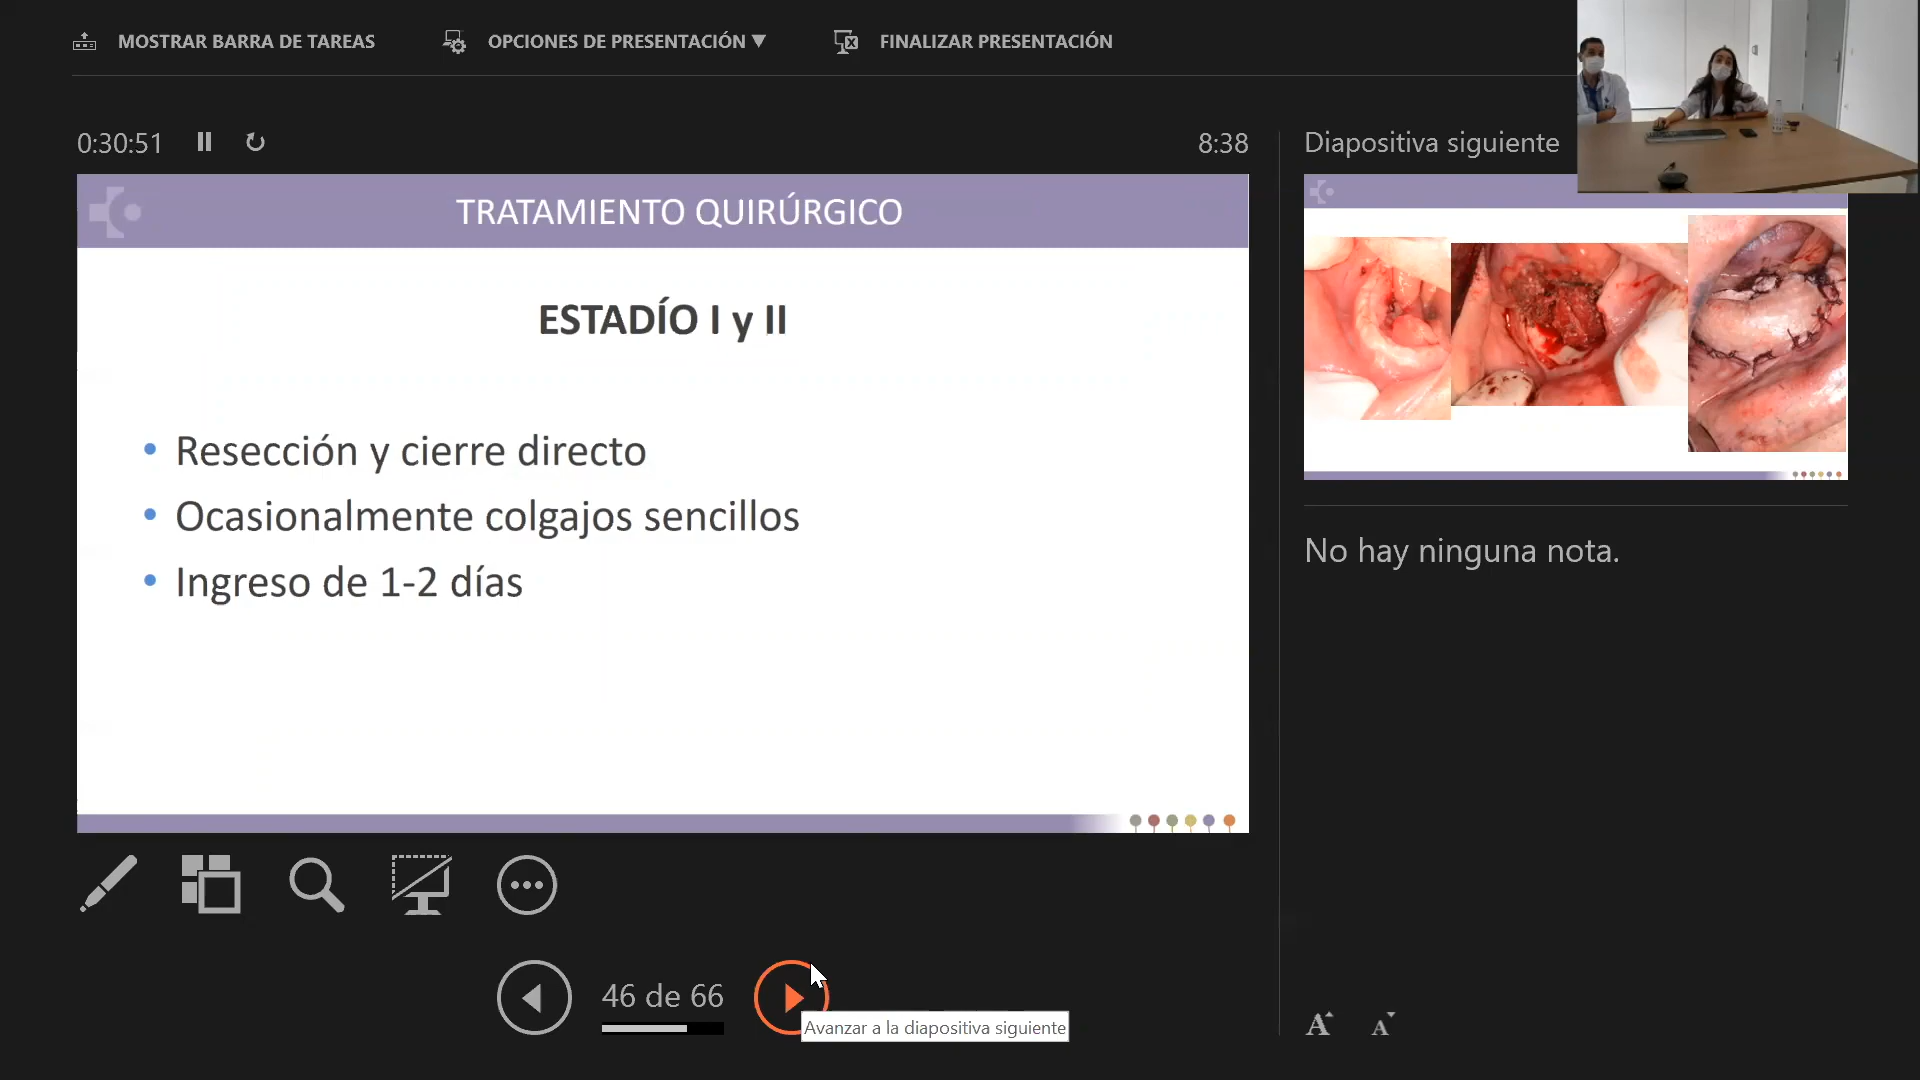 MOSTRAR BARRA DE TAREAS
OPCIONES DE PRESENTACIÓN ▼
FINALIZAR PRESENTACIÓN
0:30:51
8:38
Diapositiva siguiente
TRATAMIENTO QUIRÚRGICO
ESTADÍO I y II
• Resección y cierre directo
• Ocasionalmente colgajos sencillos
• Ingreso de 1-2 días
No hay ninguna nota.
46 de 66
Avanzar a la diapositiva siguiente
A A